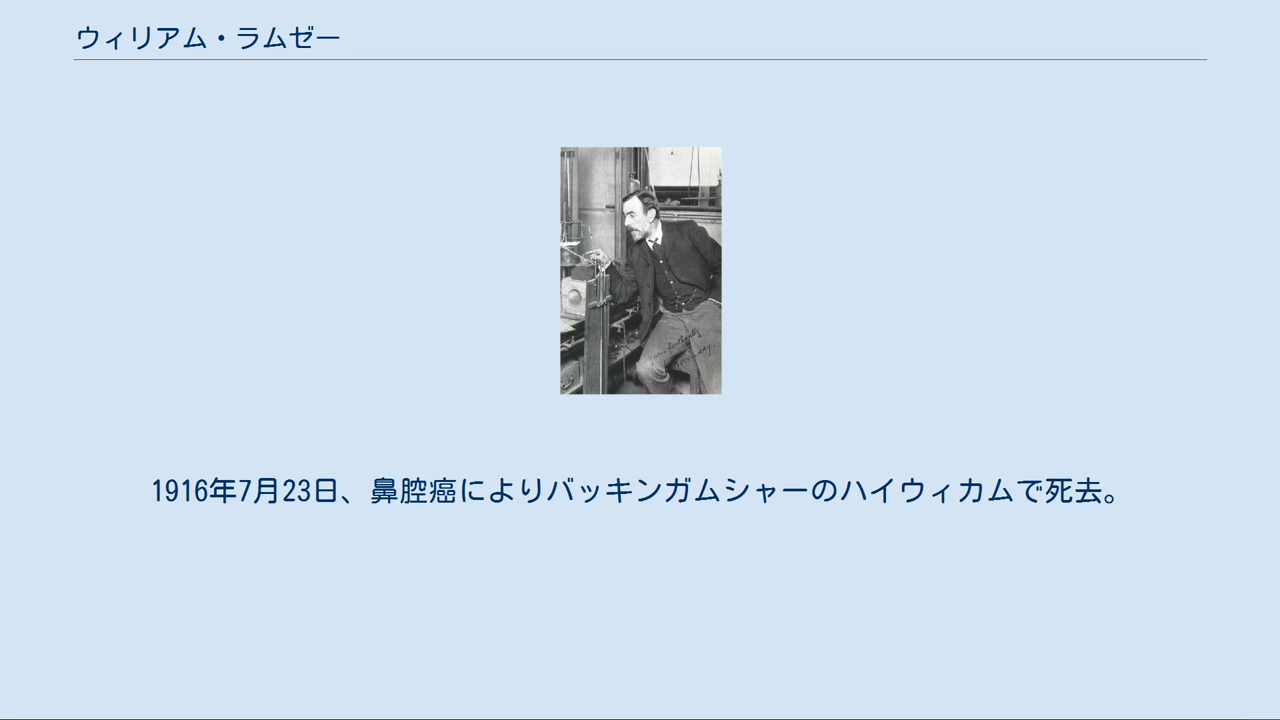 ウィリアム・ラムゼー
1916年7月23日、鼻腔癌によりバッキンガムシャーのハイウィカムで死去。